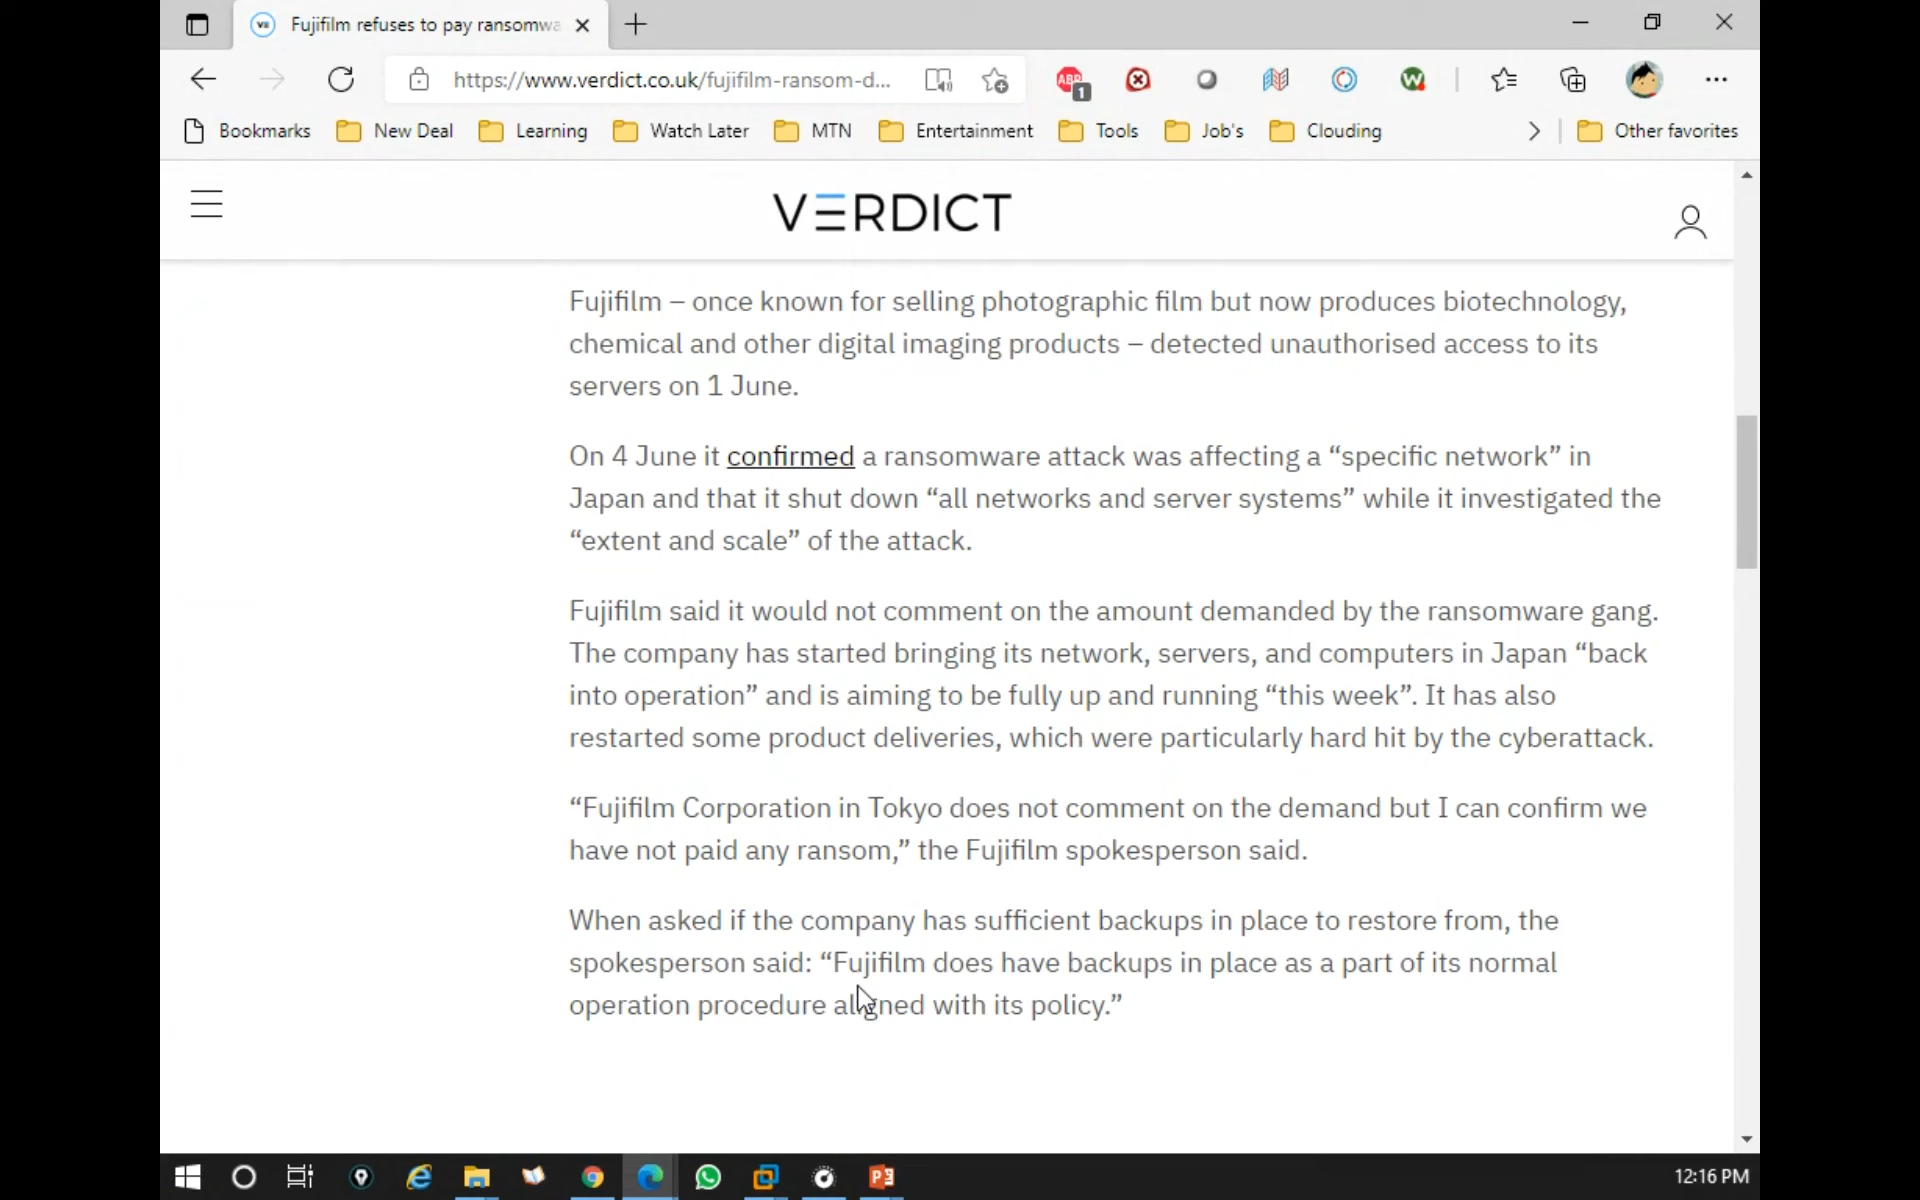 Fujifilm refuses to pay ransomwa
https://www.verdict.co.uk/fujifilm-ransom-d...
ABP
1
Bookmarks
New Deal
Learning
Watch Later
MTN
Entertainment
Tools
Job's
Clouding
Other favorites
VERDICT
Fujifilm – once known for selling photographic film but now produces biotechnology,
chemical and other digital imaging products – detected unauthorised access to its
servers on 1 June.
On 4 June it confirmed a ransomware attack was affecting a “specific network” in
Japan and that it shut down “all networks and server systems” while it investigated the
“extent and scale” of the attack.
Fujifilm said it would not comment on the amount demanded by the ransomware gang.
The company has started bringing its network, servers, and computers in Japan “back
into operation” and is aiming to be fully up and running “this week”. It has also
restarted some product deliveries, which were particularly hard hit by the cyberattack.
“Fujifilm Corporation in Tokyo does not comment on the demand but I can confirm we
have not paid any ransom,” the Fujifilm spokesperson said.
When asked if the company has sufficient backups in place to restore from, the
spokesperson said: “Fujifilm does have backups in place as a part of its normal
operation procedure aligned with its policy.”
12:16 PM